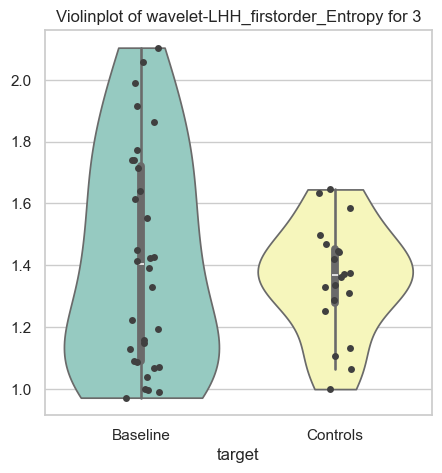 Violinplot of wavelet-LHH_firstorder_Entropy for 3
2.0
1.8
1.6
1.4
1.2
1.0
Baseline
Controls
target